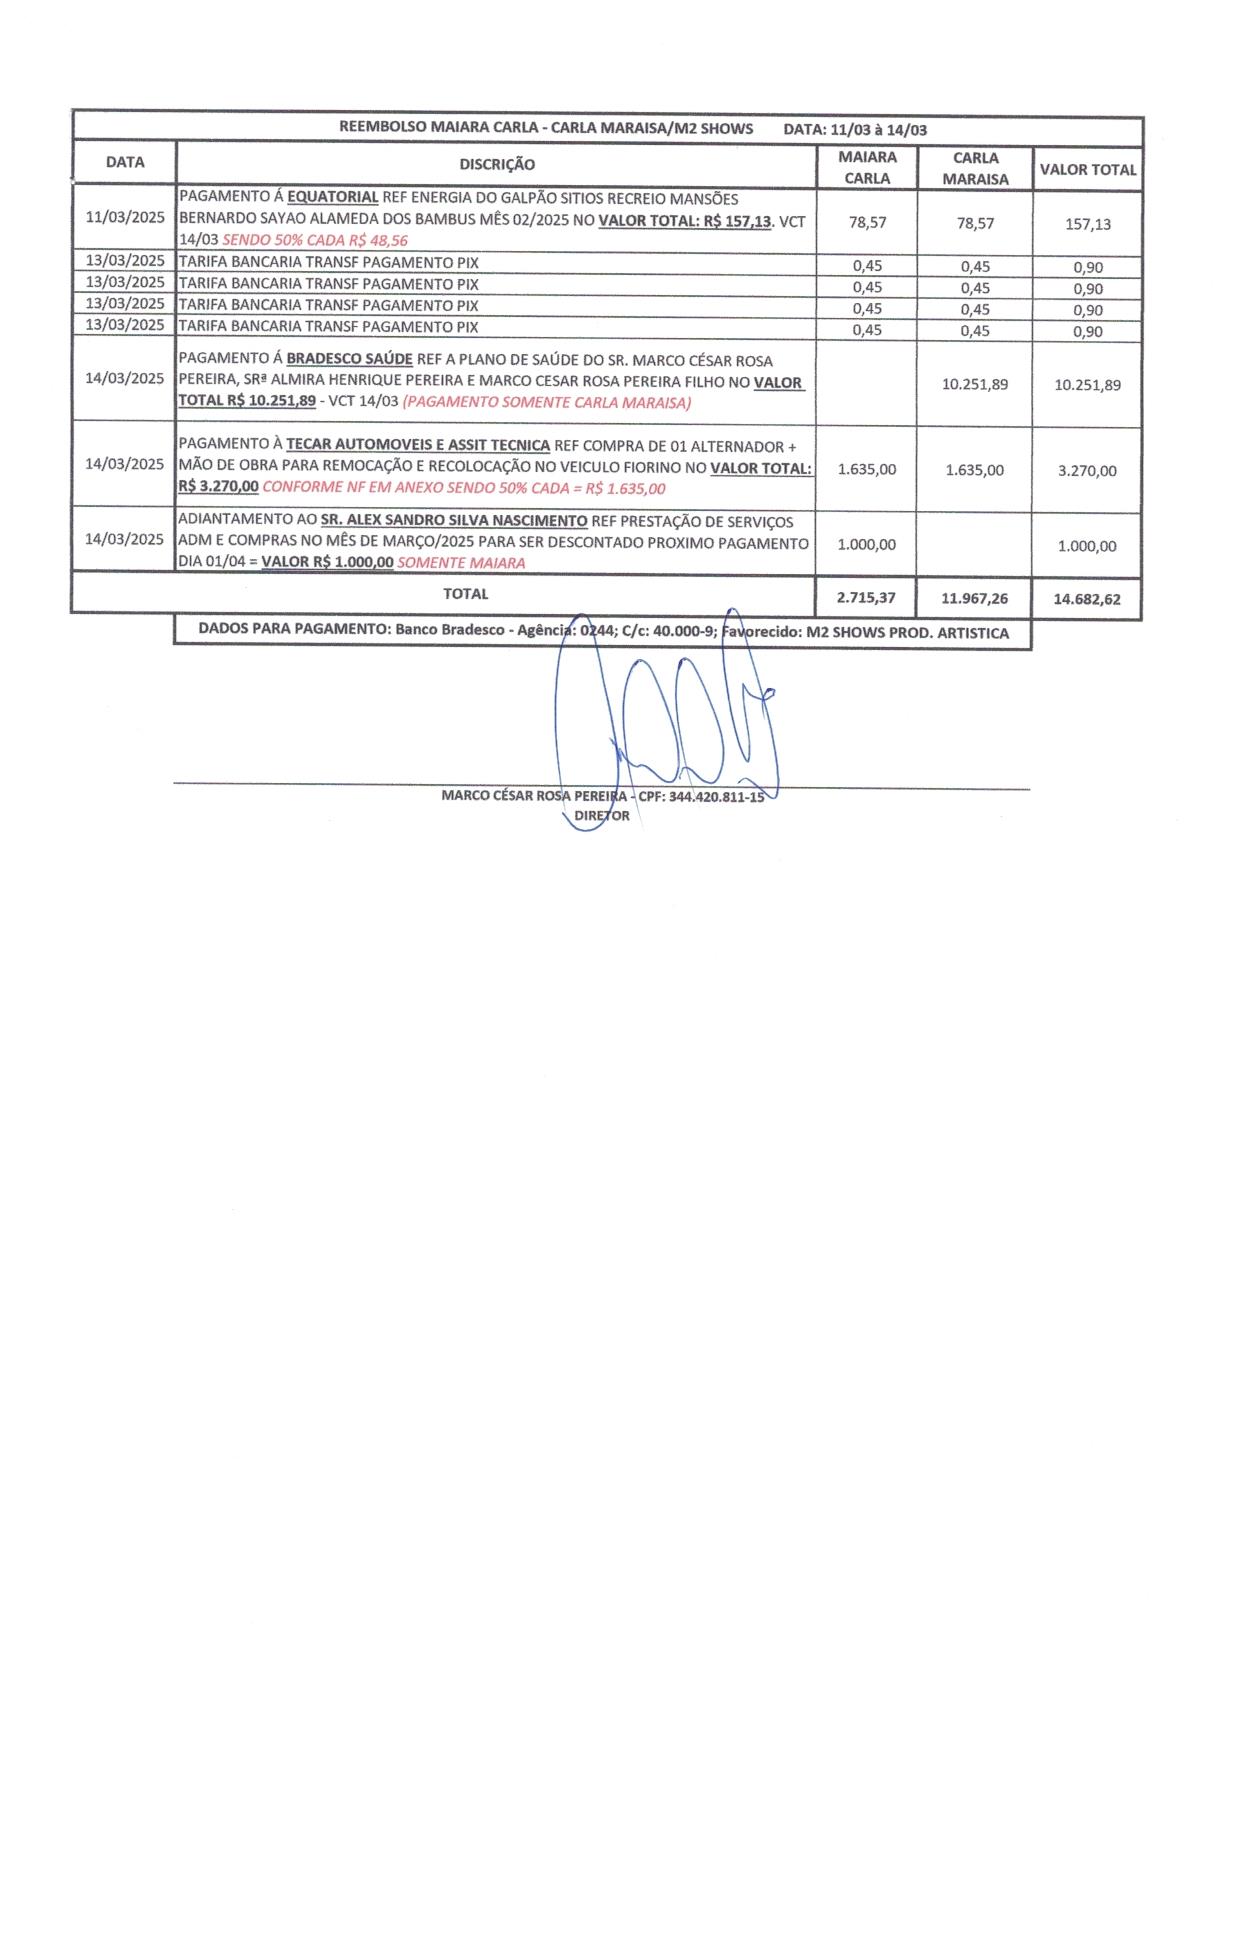 REEMBOLSO MAIARA CARLA - CARLA MARAISA/M2 SHOWS DATA: 11/03 à 14/03
DATA DISCRIÇÃO MAIARA CARLA CARLA MARAISA VALOR TOTAL
PAGAMENTO Á EQUATORIAL REF ENERGIA DO GALPÃO SITIOS RECREIO MANSÕES
11/03/2025 BERNARDO SAYAO ALAMEDA DOS BAMBUS MÊS 02/2025 NO VALOR TOTAL: R$ 157,13. VCT 78,57 78,57 157,13
14/03 SENDO 50% CADA R$ 48,56
13/03/2025 TARIFA BANCARIA TRANSF PAGAMENTO PIX 0,45 0,45 0,90
13/03/2025 TARIFA BANCARIA TRANSF PAGAMENTO PIX 0,45 0,45 0,90
13/03/2025 TARIFA BANCARIA TRANSF PAGAMENTO PIX 0,45 0,45 0,90
13/03/2025 TARIFA BANCARIA TRANSF PAGAMENTO PIX 0,45 0,45 0,90
PAGAMENTO Á BRADESCO SAÚDE REF A PLANO DE SAÚDE DO SR. MARCO CÉSAR ROSA
14/03/2025 PEREIRA, SRª ALMIRA HENRIQUE PEREIRA E MARCO CESAR ROSA PEREIRA FILHO NO VALOR 10.251,89 10.251,89
TOTAL R$ 10.251,89 - VCT 14/03 (PAGAMENTO SOMENTE CARLA MARAISA)
PAGAMENTO À TECAR AUTOMOVEIS E ASSIT TECNICA REF COMPRA DE 01 ALTERNADOR +
14/03/2025 MÃO DE OBRA PARA REMOCAÇÃO E RECOLOCAÇÃO NO VEICULO FIORINO NO VALOR TOTAL: 1.635,00 1.635,00 3.270,00
R$ 3.270,00 CONFORME NF EM ANEXO SENDO 50% CADA = R$ 1.635,00
ADIANTAMENTO AO SR. ALEX SANDRO SILVA NASCIMENTO REF PRESTAÇÃO DE SERVIÇOS
14/03/2025 ADM E COMPRAS NO MÊS DE MARÇO/2025 PARA SER DESCONTADO PROXIMO PAGAMENTO 1.000,00 1.000,00
DIA 01/04 = VALOR R$ 1.000,00 SOMENTE MAIARA
TOTAL 2.715,37 11.967,26 14.682,62
DADOS PARA PAGAMENTO: Banco Bradesco - Agência: 0244; C/c: 40.000-9; Favorecido: M2 SHOWS PROD. ARTISTICA
MARCO CÉSAR ROSA PEREIRA - CPF: 344.420.811-15
DIRETOR